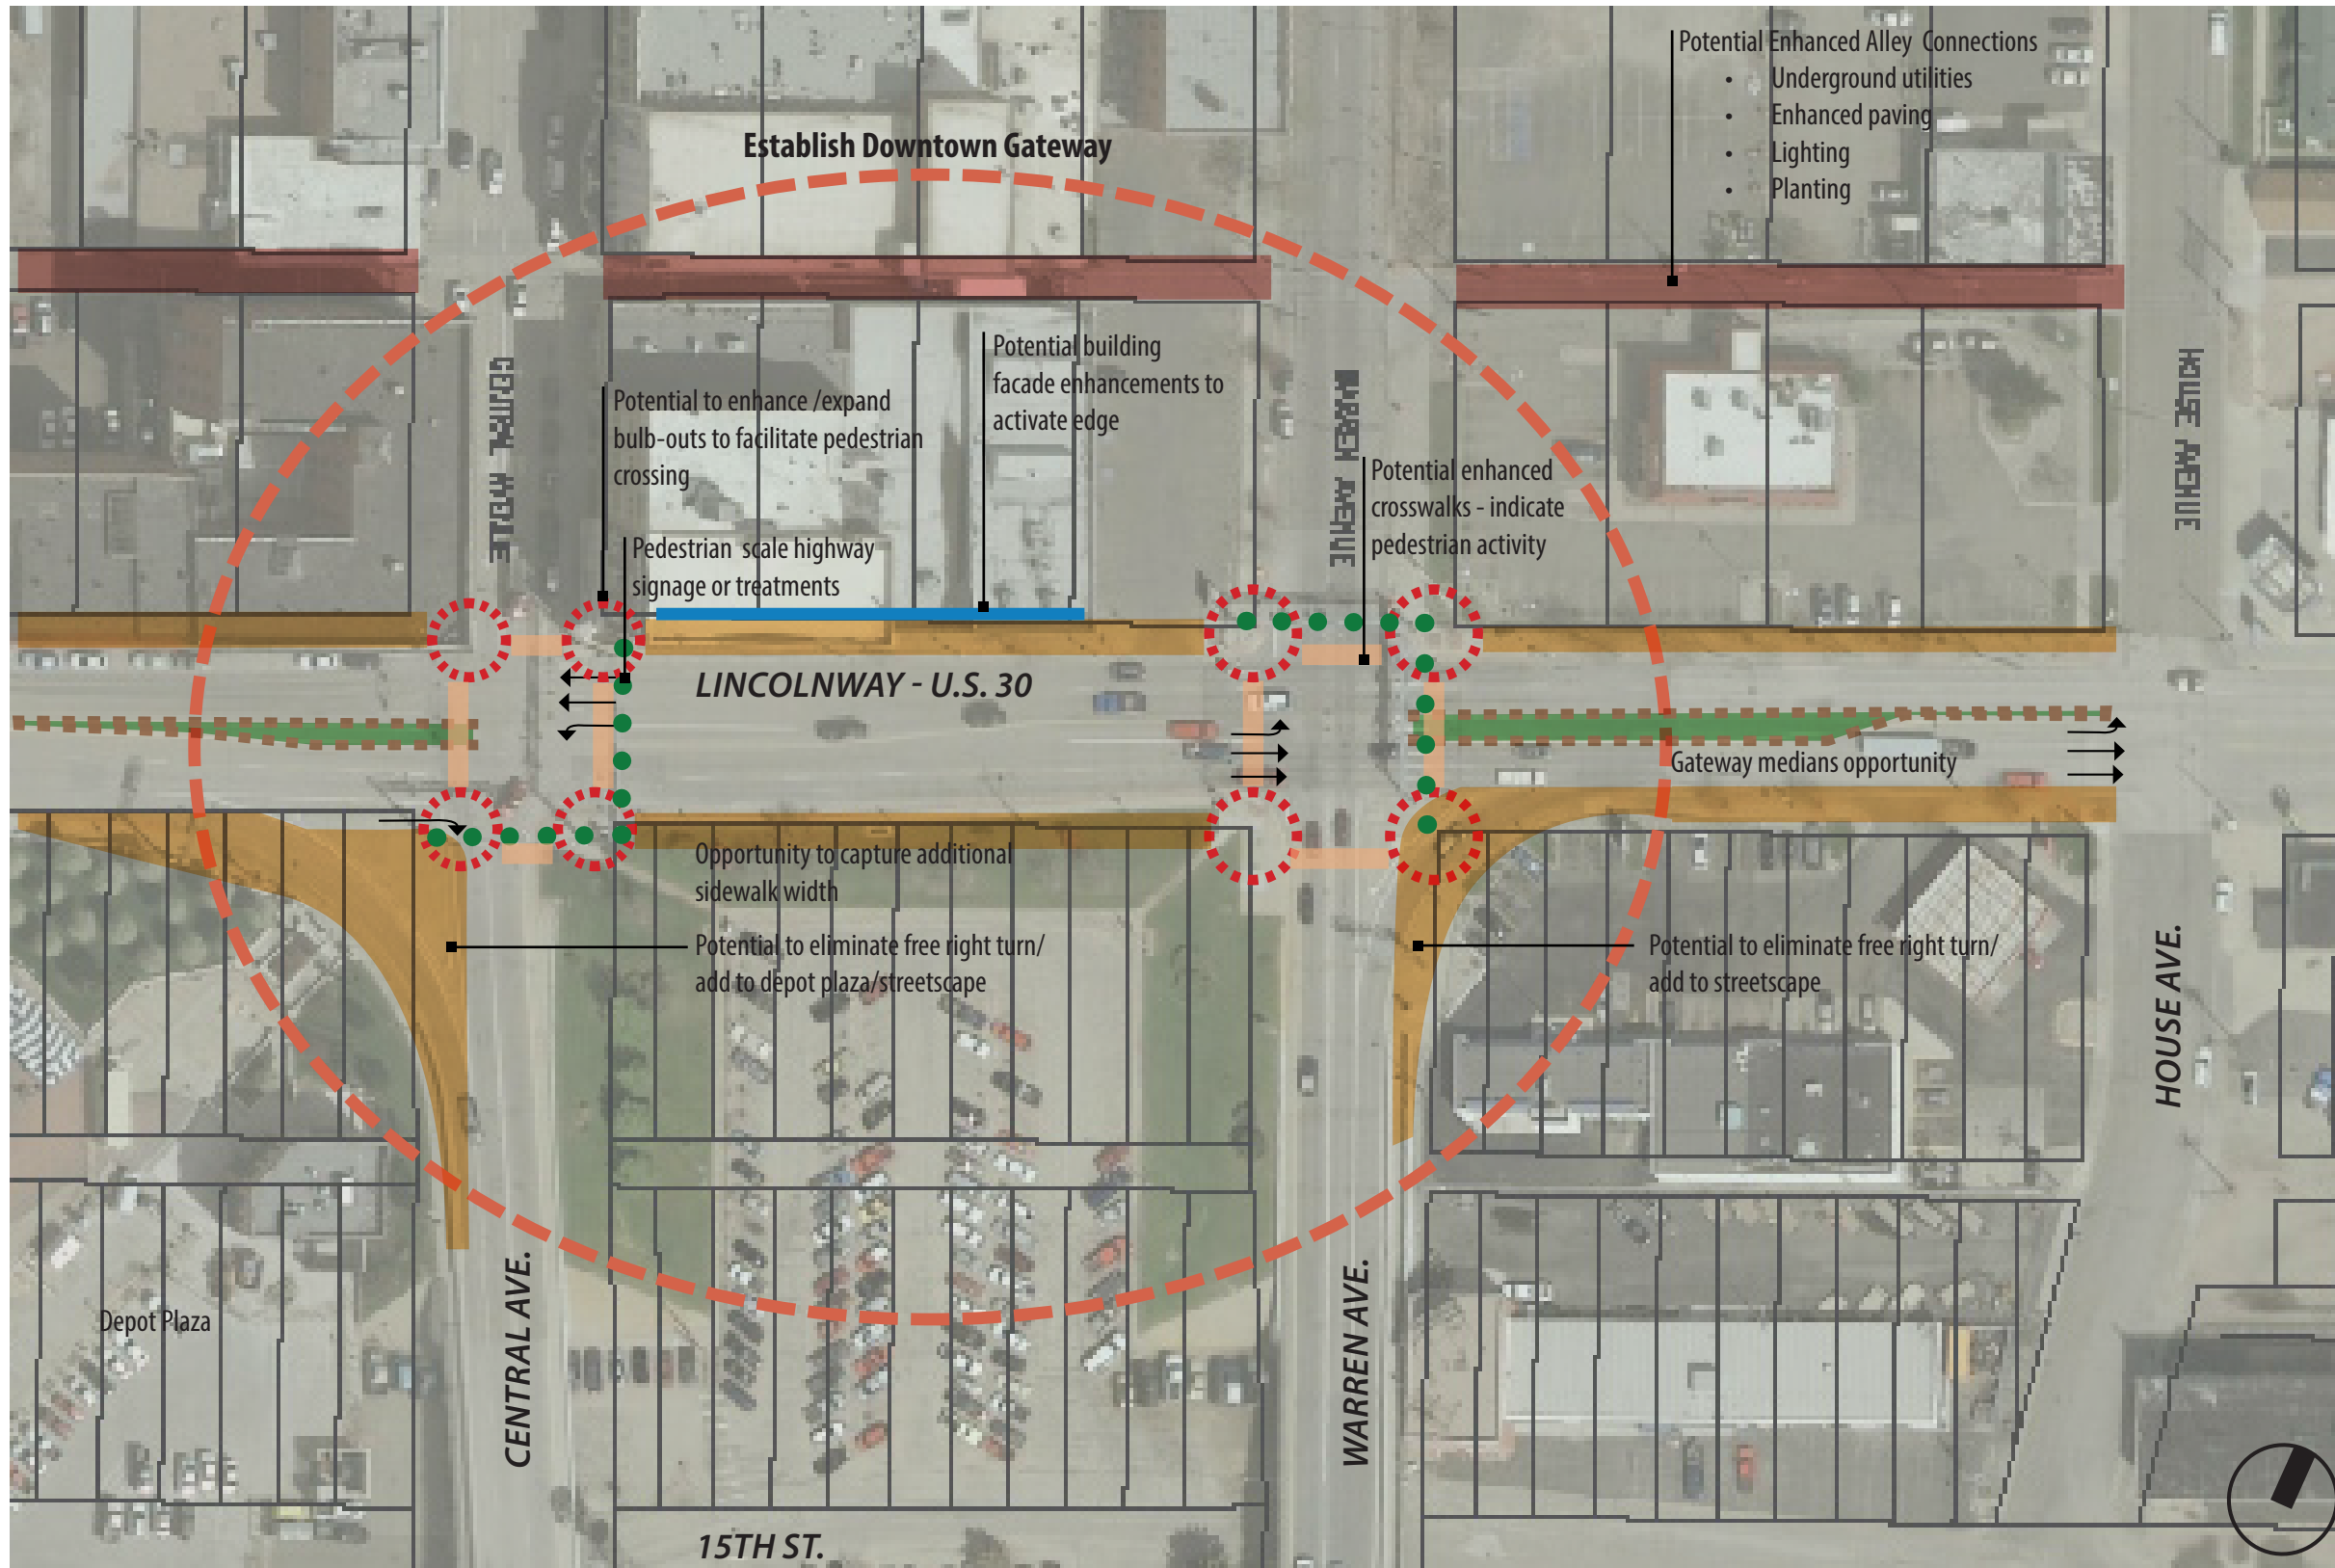 Potential Enhanced Alley Connections
• Underground utilities
• Enhanced paving
• Lighting
• Planting
Establish Downtown Gateway
Potential building
facade enhancements to
activate edge
Potential to enhance /expand
bulb-outs to facilitate pedestrian
crossing
Potential enhanced
crosswalks - indicate
pedestrian activity
Pedestrian scale highway
signage or treatments
WARREN AVENUE
HOUSE AVENUE
LINCOLNWAY - U.S. 30
Gateway medians opportunity
Opportunity to capture additional
sidewalk width
Potential to eliminate free right turn/
add to depot plaza/streetscape
Potential to eliminate free right turn/
add to streetscape
HOUSE AVE.
Depot Plaza
CENTRAL AVE.
WARREN AVE.
15TH ST.